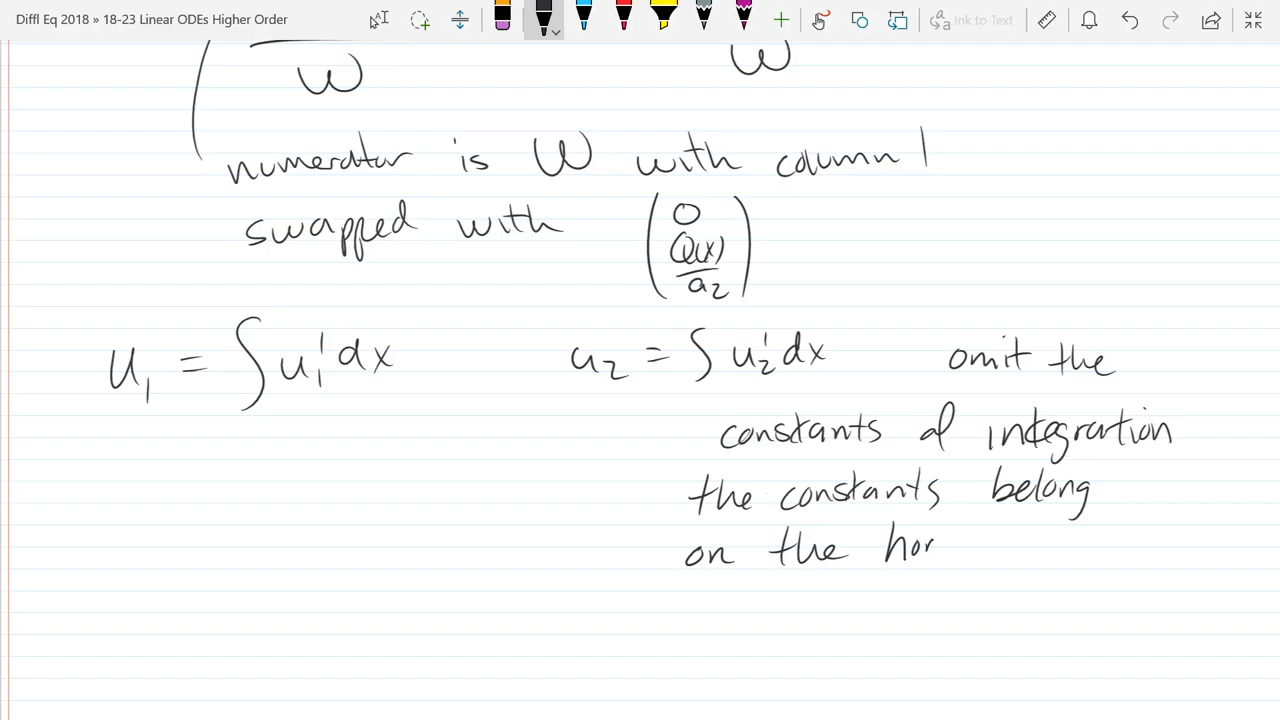 Diffl Eq 2018 » 18-23 Linear ODEs Higher Order
Ink to Text
W W
numerator is W with column 1
swapped with (0 Q(x)/a₂)
u₁ = ∫ u₁' dx u₂ = ∫ u₂' dx omit the
constants of integration
the constants belong
on the hor